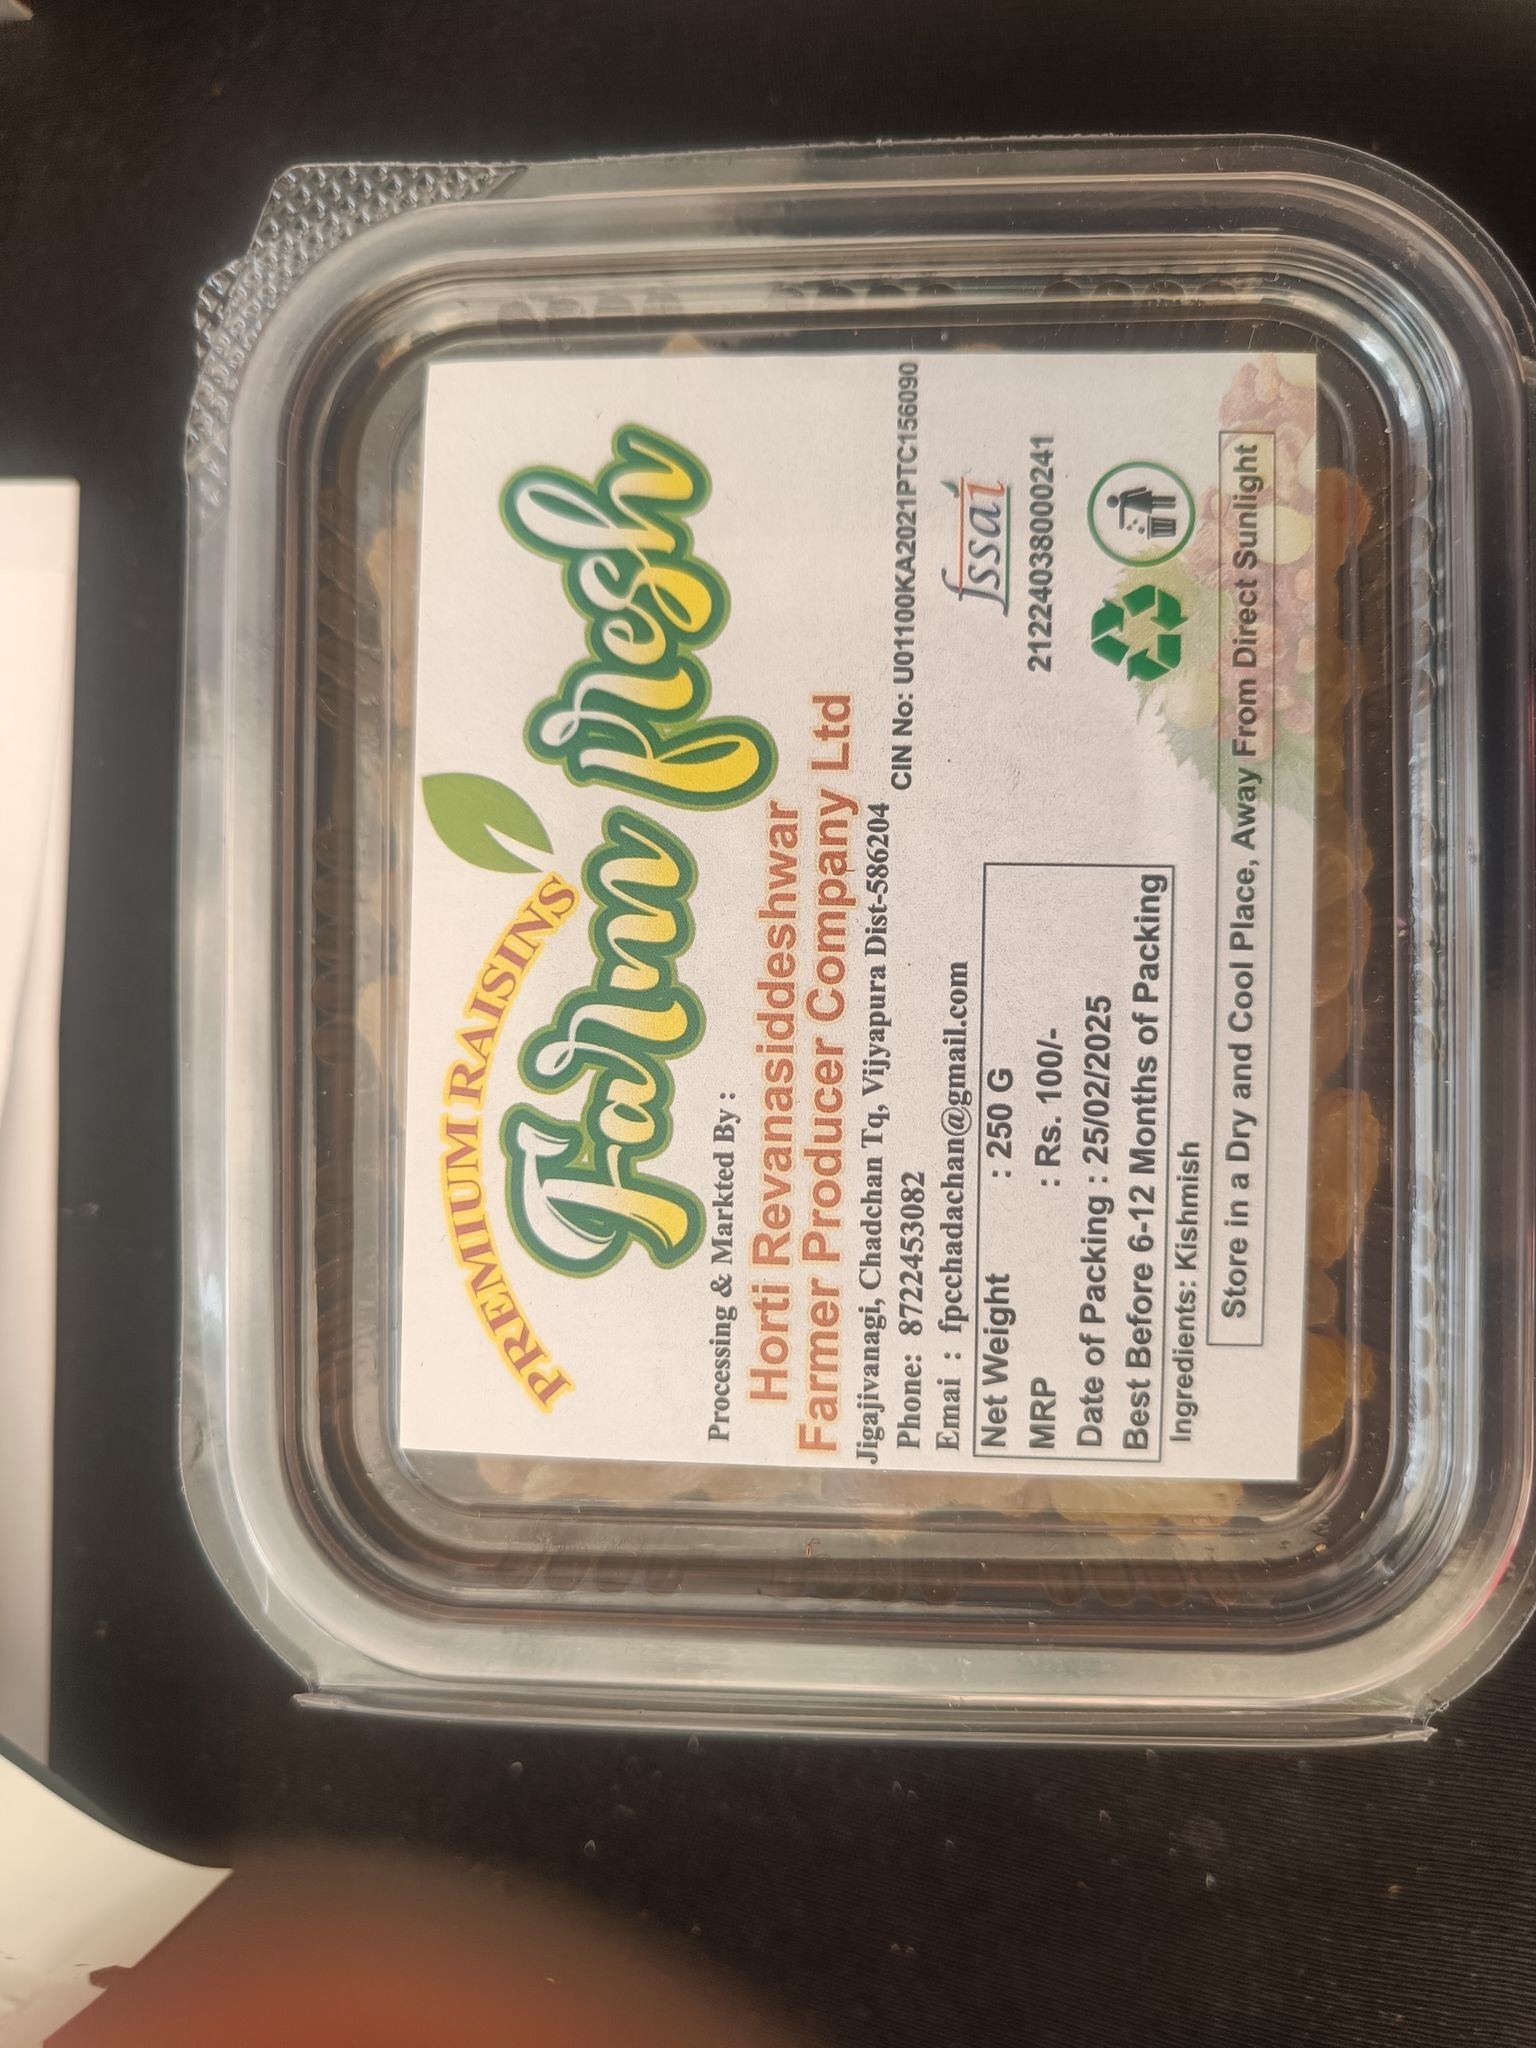 PREMIUM RAISINS
Farm Fresh
Processing & Markted By :
Horti Revanasiddeshwar
Farmer Producer Company Ltd
Jigajivanagi, Chadchan Tq, Vijyapura Dist-586204
Phone: 8722453082
CIN No: U01100KA2021PTC156090
Emai : fpcchadachan@gmail.com
fssai
21224038000241
Net Weight : 250 G
MRP : Rs. 100/-
Date of Packing : 25/02/2025
Best Before 6-12 Months of Packing
Ingredients: Kishmish
Store in a Dry and Cool Place, Away From Direct Sunlight